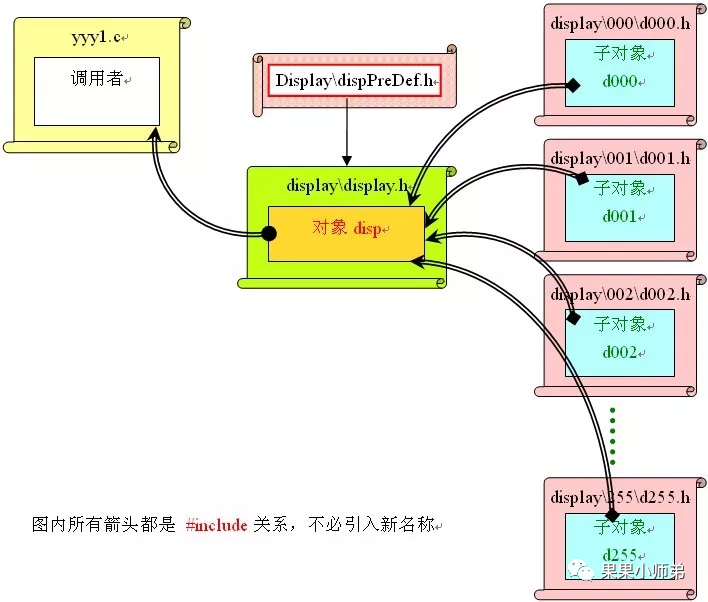 yyy1.c
调用者
Display\dispPreDef.h
display\display.h
对象 disp
display\000\d000.h
子对象
d000
display\001\d001.h
子对象
d001
display\002\d002.h
子对象
d002
display\255\d255.h
子对象
d255
图内所有箭头都是 #include 关系，不必引入新名称
果果小师弟